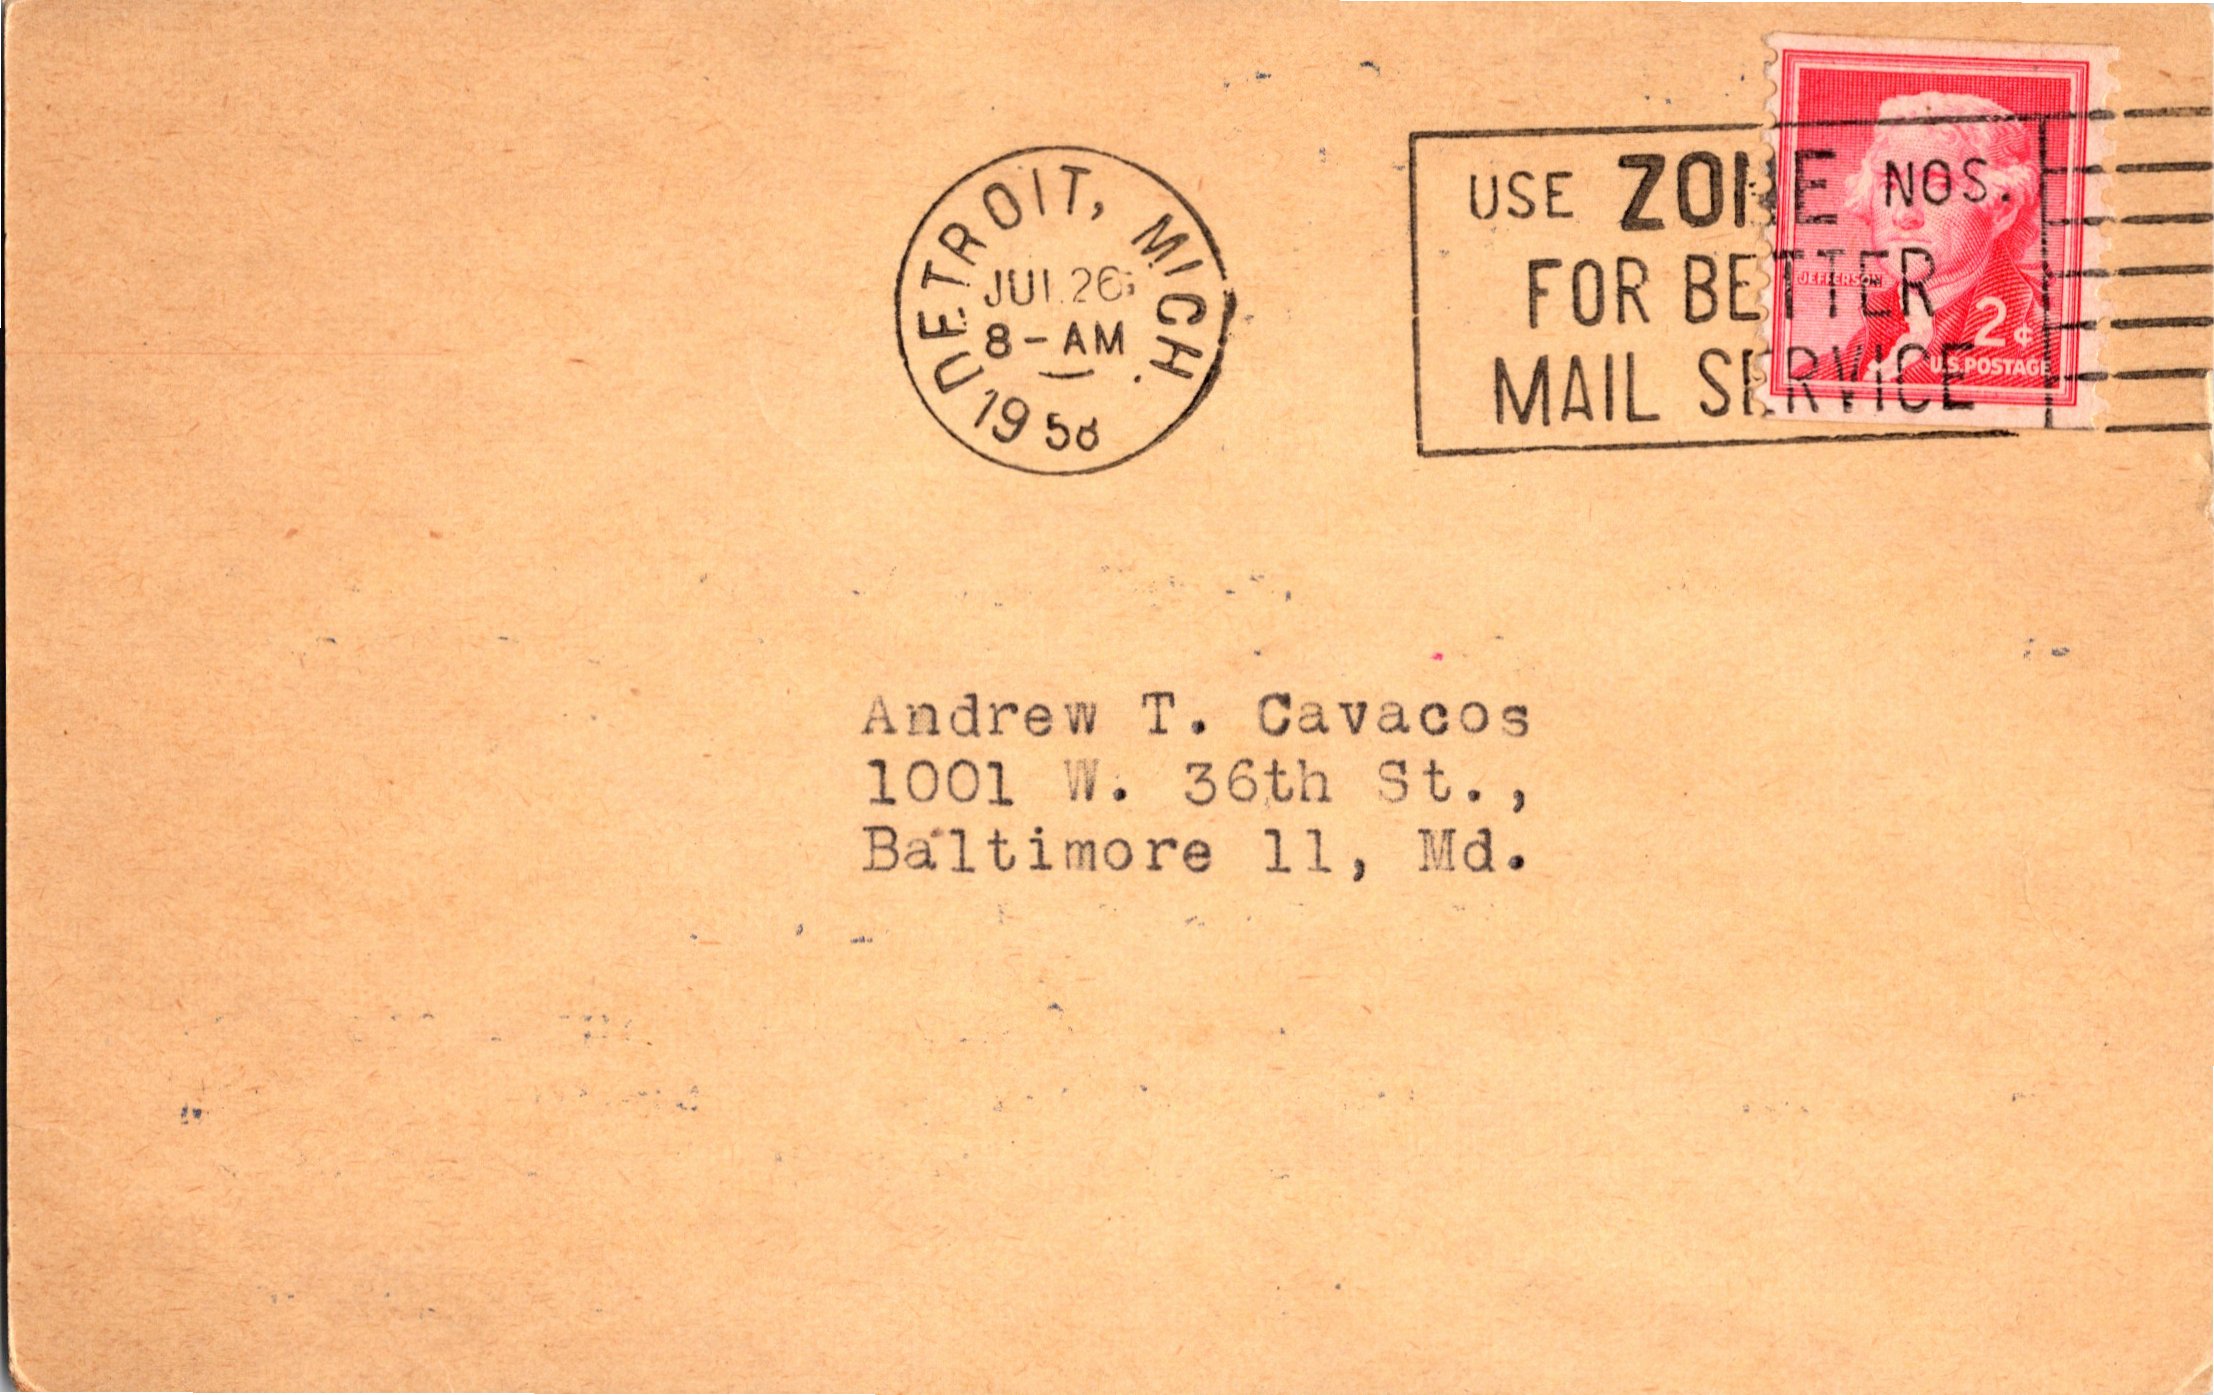 DETROIT, MICH.
JUL 26
8-AM
1958
USE ZONE NOS.
FOR BETTER
MAIL SERVICE
JEFFERSON
2¢
U.S.POSTAGE
Andrew T. Cavacos
1001 W. 36th St.,
Baltimore 11, Md.